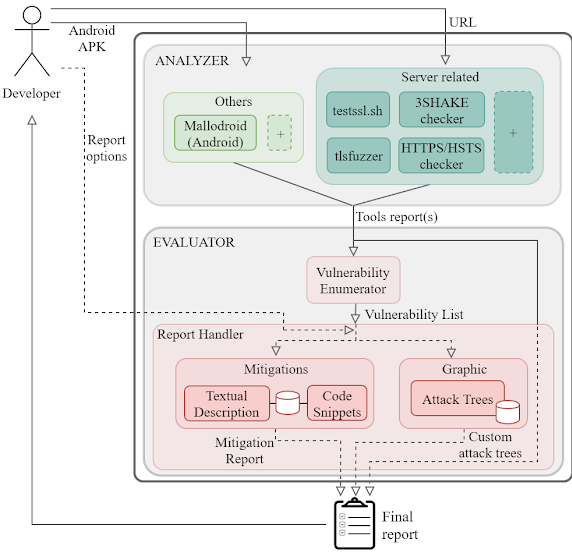 URL
Android
APK
Developer
ANALYZER
Server related
Others
Mallodroid
(Android)
+
testssl.sh
3SHAKE
checker
tlsfuzzer
HTTPS/HSTS
checker
+
Report
options
Tools report(s)
EVALUATOR
Vulnerability
Enumerator
Vulnerability List
Report Handler
Mitigations
Textual
Description
Code
Snippets
Graphic
Attack Trees
Mitigation
Report
Custom
attack trees
Final
report